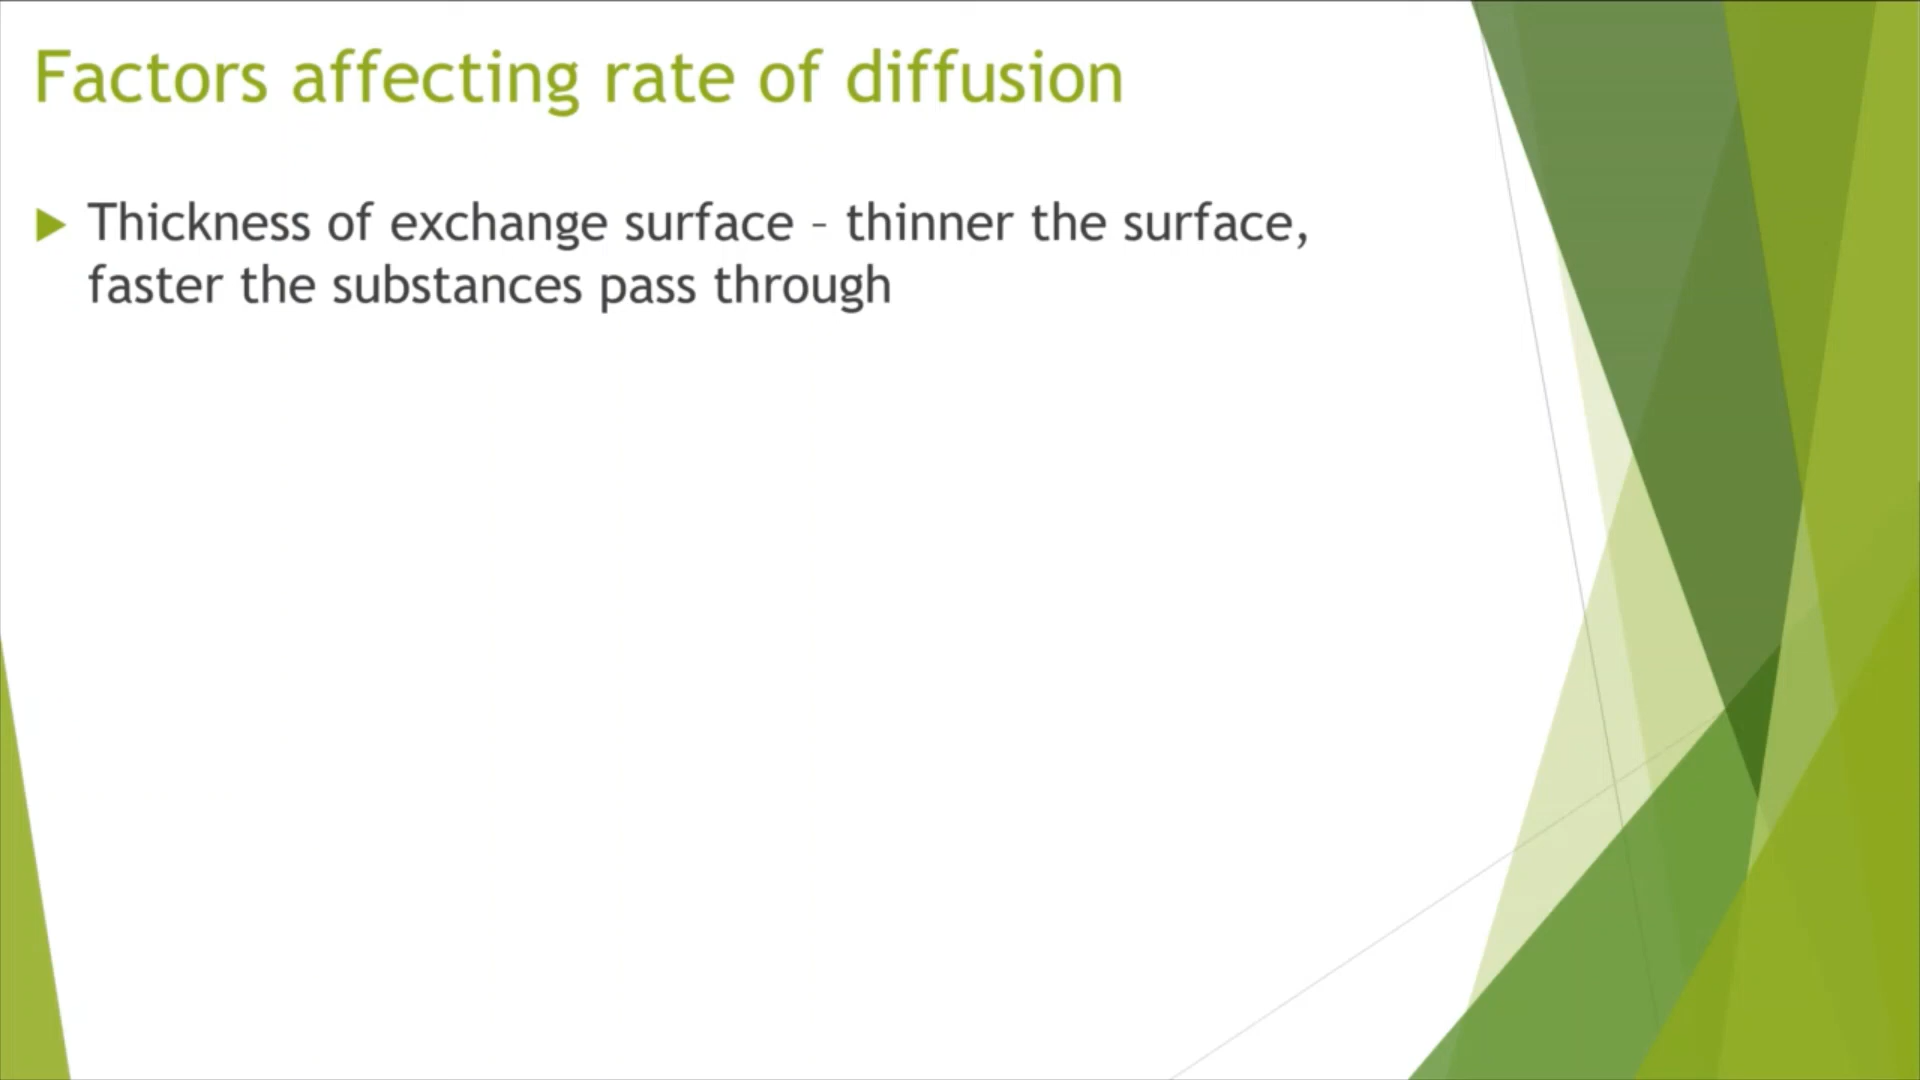 Factors affecting rate of diffusion
Thickness of exchange surface – thinner the surface,
faster the substances pass through